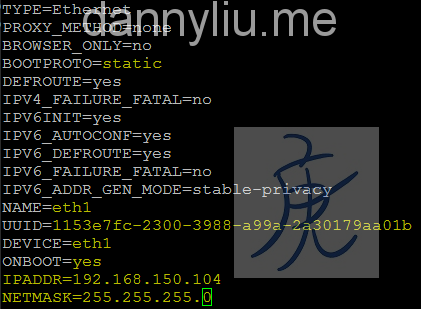 dannyliu.me
TYPE=Ethernet
PROXY_METHOD=none
BROWSER_ONLY=no
BOOTPROTO=static
DEFROUTE=yes
IPV4_FAILURE_FATAL=no
IPV6INIT=yes
IPV6_AUTOCONF=yes
IPV6_DEFROUTE=yes
IPV6_FAILURE_FATAL=no
IPV6_ADDR_GEN_MODE=stable-privacy
NAME=eth1
UUID=1153e7fc-2300-3988-a99a-2a30179aa01b
DEVICE=eth1
ONBOOT=yes
IPADDR=192.168.150.104
NETMASK=255.255.255.0
虎